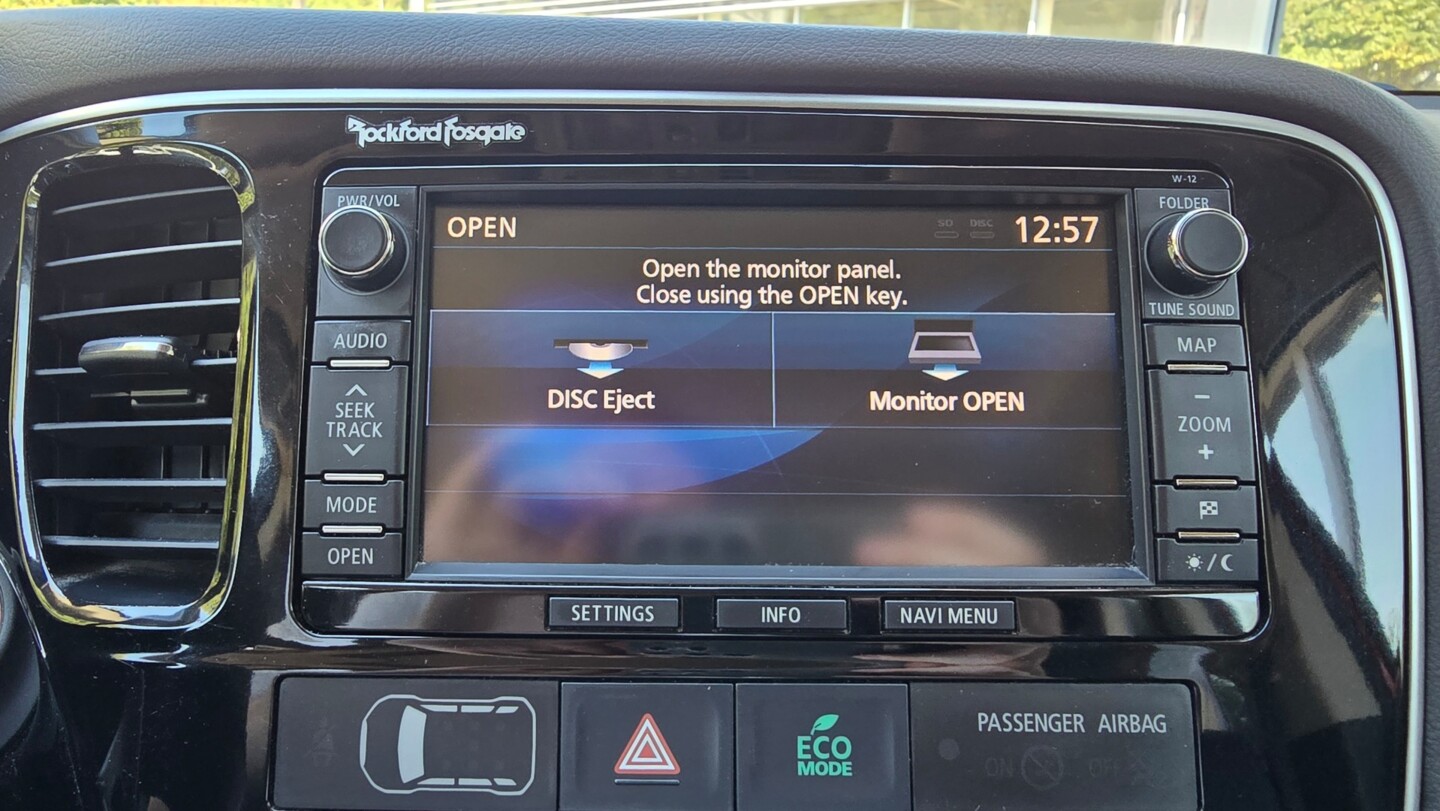 Rockford Fosgate
W-12
PWR/VOL
FOLDER
OPEN
SD
DISC
12:57
Open the monitor panel.
Close using the OPEN key.
TUNE SOUND
AUDIO
MAP
DISC Eject
Monitor OPEN
SEEK
TRACK
−
ZOOM
+
MODE
OPEN
SETTINGS
INFO
NAVI MENU
PASSENGER AIRBAG
ECO
MODE
ON